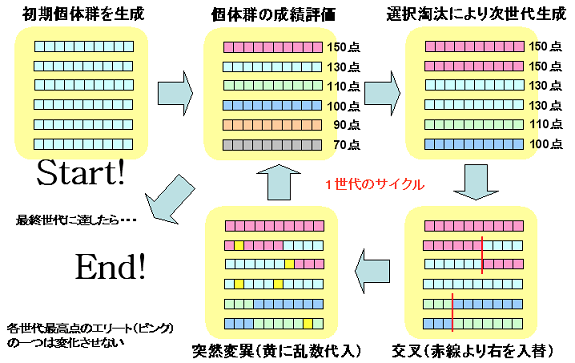 初期個体群を生成
個体群の成績評価
選択淘汰により次世代生成
150点
130点
110点
100点
90点
70点
150点
150点
130点
130点
110点
100点
Start!
1世代のサイクル
最終世代に達したら・・・
End!
各世代最高点のエリート(ピンク)
の一つは変化させない
突然変異(黄に乱数代入)
交叉(赤線より右を入替)